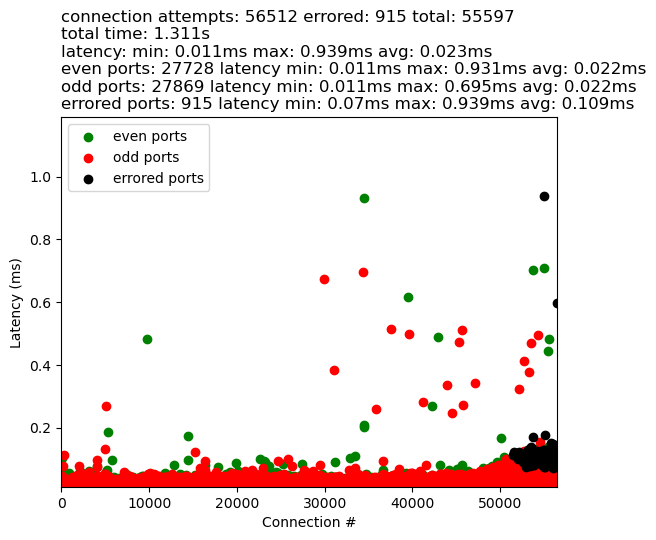 connection attempts: 56512 errored: 915 total: 55597
total time: 1.311s
latency: min: 0.011ms max: 0.939ms avg: 0.023ms
even ports: 27728 latency min: 0.011ms max: 0.931ms avg: 0.022ms
odd ports: 27869 latency min: 0.011ms max: 0.695ms avg: 0.022ms
errored ports: 915 latency min: 0.07ms max: 0.939ms avg: 0.109ms
even ports
odd ports
errored ports
1.0
0.8
0.6
0.4
0.2
Latency (ms)
0 10000 20000 30000 40000 50000
Connection #